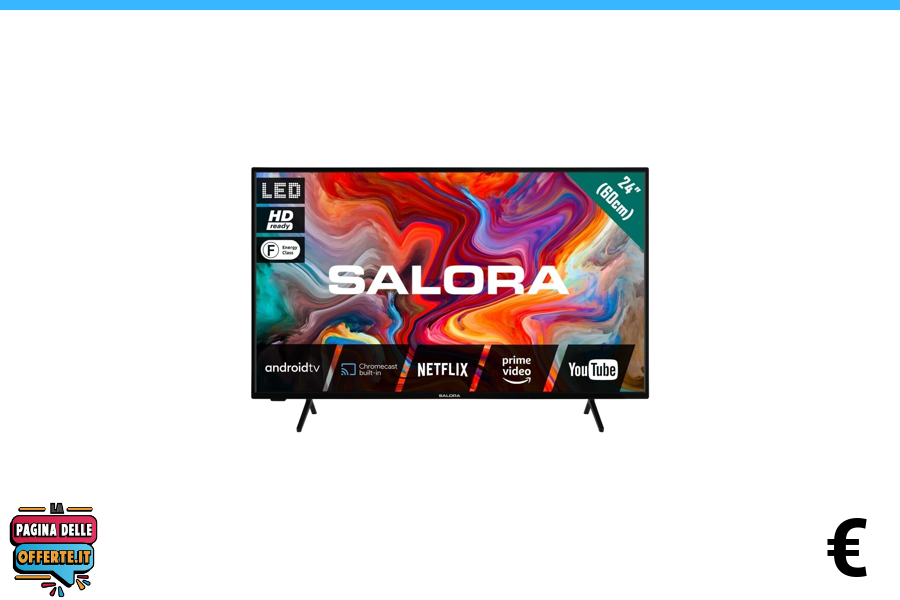 LED
HD
ready
F Energy
Class
24"
(60cm)
SALORA
androidtv
Chromecast
built-in
NETFLIX
prime
video
YouTube
SALORA
LA
PAGINA DELLE
OFFERTE.IT
€